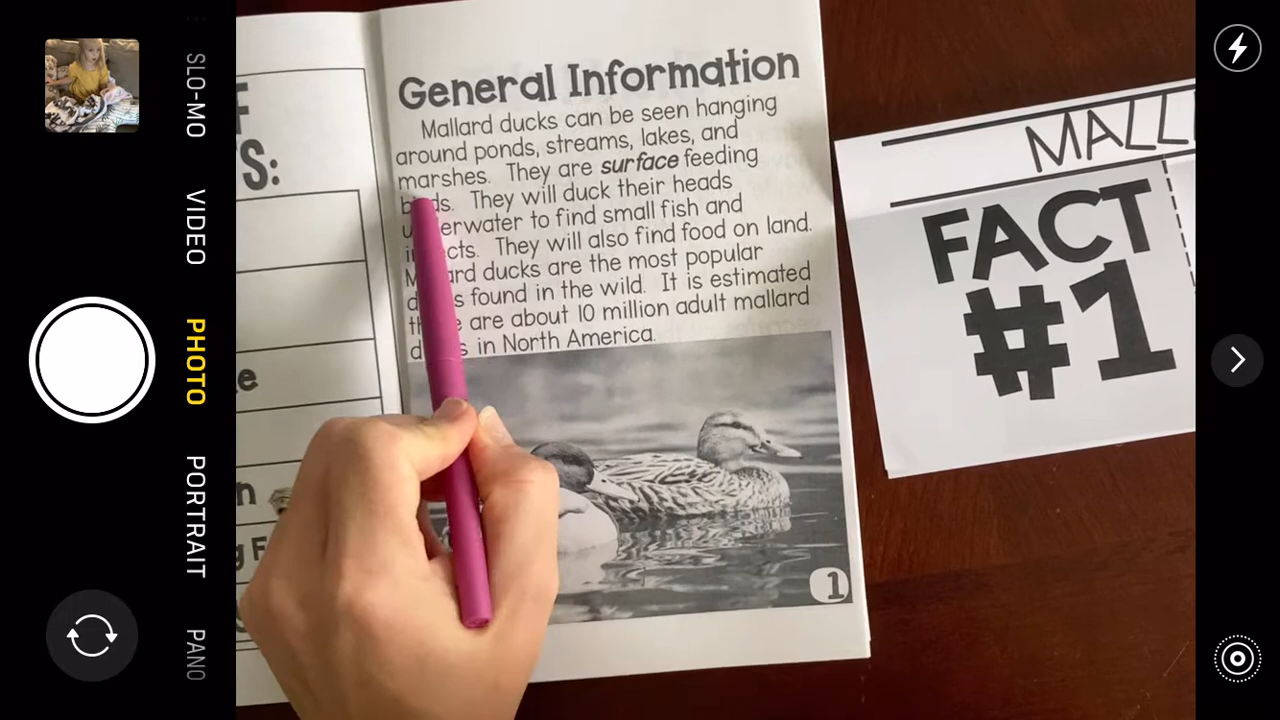 SLO-MO
VIDEO
PHOTO
PORTRAIT
PANO
S:
General Information
Mallard ducks can be seen hanging
around ponds, streams, lakes, and
marshes. They are surface feeding
They will duck their heads
to find small fish and
They will also find food on land.
ducks are the most popular
found in the wild. It is estimated
are about 10 million adult mallard
in North America.
1
MALL
FACT
#1